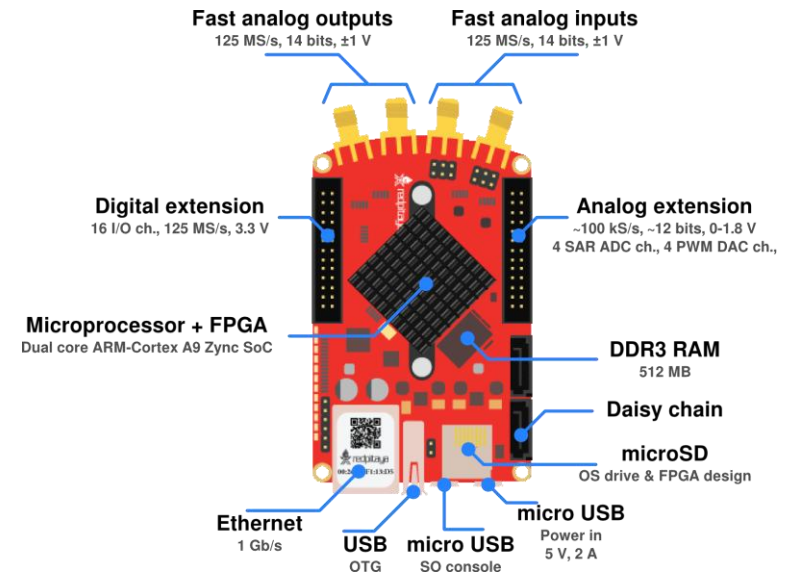 Fast analog outputs
125 MS/s, 14 bits, ±1 V
Fast analog inputs
125 MS/s, 14 bits, ±1 V
Digital extension
16 I/O ch., 125 MS/s, 3.3 V
Analog extension
~100 kS/s, ~12 bits, 0-1.8 V
4 SAR ADC ch., 4 PWM DAC ch.,
redpitaya
Microprocessor + FPGA
Dual core ARM-Cortex A9 Zync SoC
DDR3 RAM
512 MB
Daisy chain
microSD
OS drive & FPGA design
redpitaya
Ethernet
1 Gb/s
USB
OTG
micro USB
SO console
micro USB
Power in
5 V, 2 A